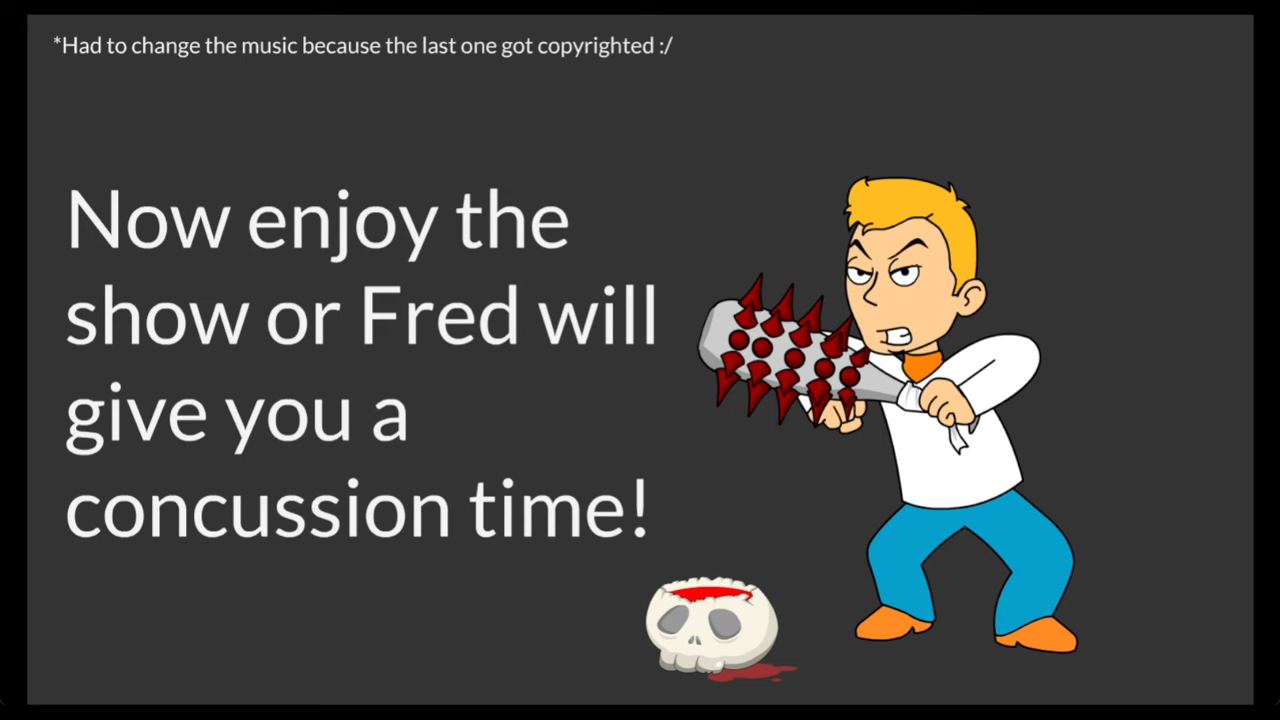 *Had to change the music because the last one got copyrighted :/
Now enjoy the
show or Fred will
give you a
concussion time!